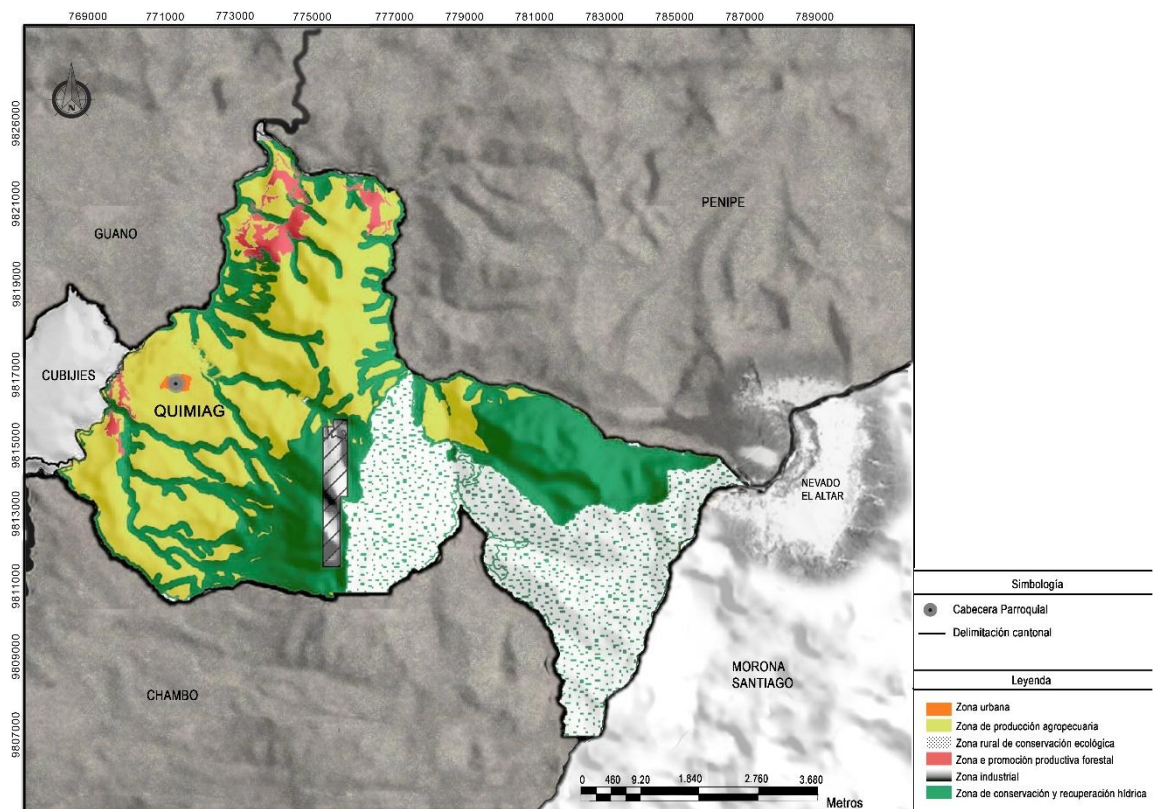 769000 771000 773000 775000 777000 779000 781000 783000 785000 787000 789000
9826000
9821000
9819000
9817000
9815000
9813000
9811000
9809000
9807000
N
PENIPE
GUANO
CUBIJIES
QUIMIAG
NEVADO
EL ALTAR
CHAMBO
MORONA
SANTIAGO
0 460 9.20 1.840 2.760 3.680
Metros
Simbología
Cabecera Parroquial
Delimitación cantonal
Leyenda
Zona urbana
Zona de producción agropecuaria
Zona rural de conservación ecológica
Zona e promoción productiva forestal
Zona industrial
Zona de conservación y recuperación hídrica